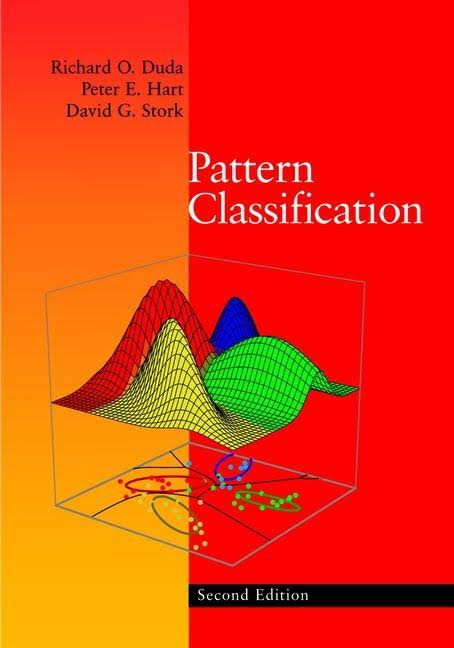 Richard O. Duda
Peter E. Hart
David G. Stork
Pattern
Classification
Second Edition